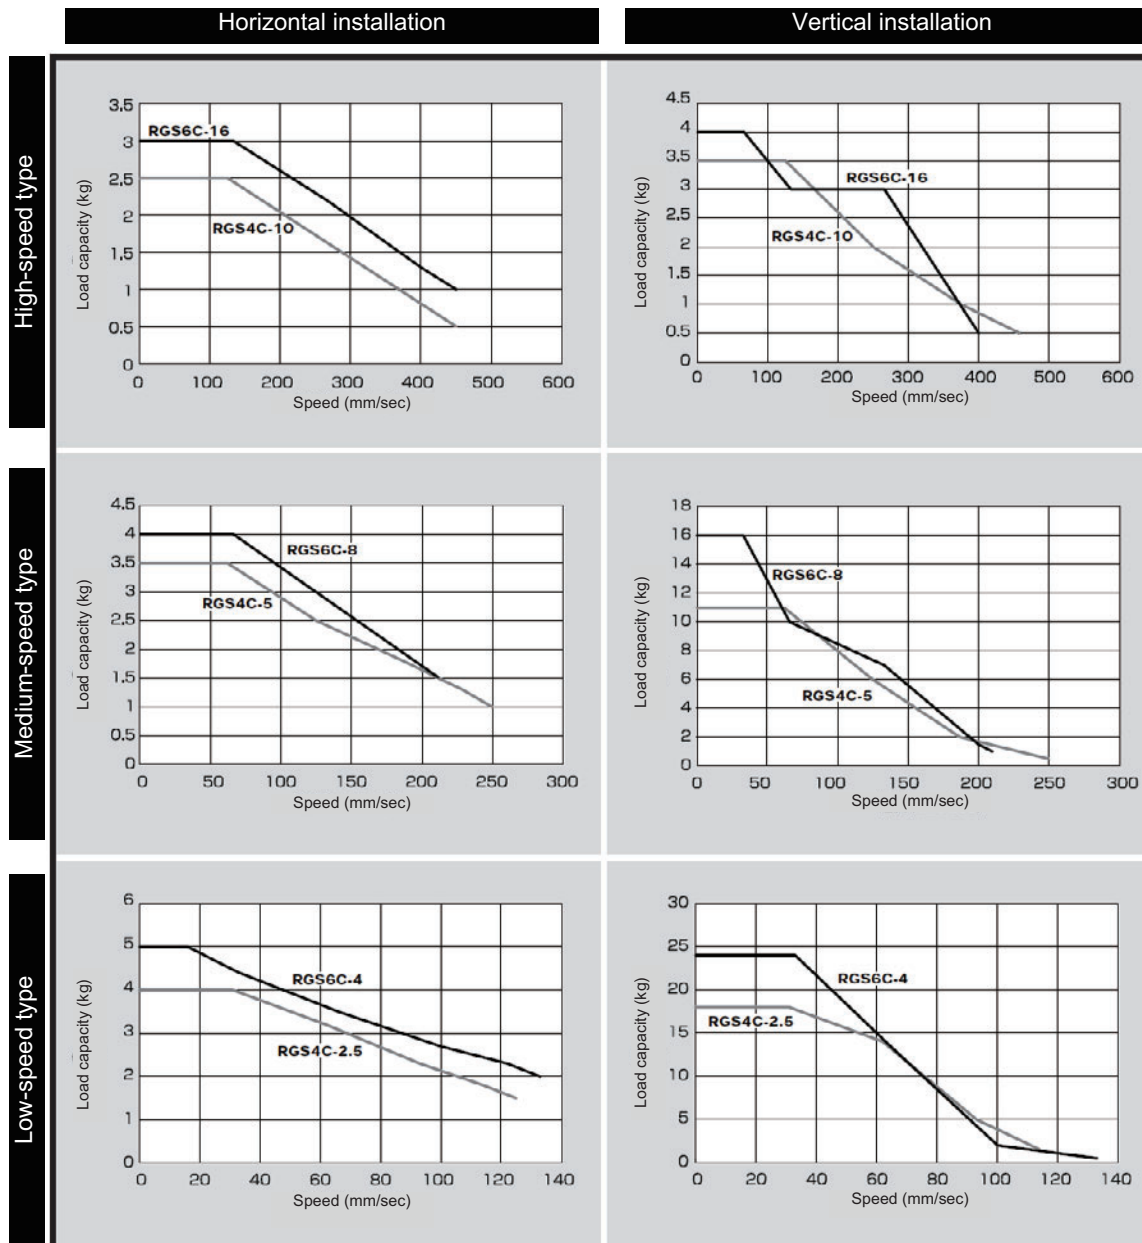 Horizontal installation
Vertical installation
High-speed type
3.5
3
2.5
2
1.5
1
0.5
0
Load capacity (kg)
RGS6C-16
RGS4C-10
0 100 200 300 400 500 600
Speed (mm/sec)
4.5
4
3.5
3
2.5
2
1.5
1
0.5
0
Load capacity (kg)
RGS6C-16
RGS4C-10
0 100 200 300 400 500 600
Speed (mm/sec)
Medium-speed type
4.5
4
3.5
3
2.5
2
1.5
1
0.5
0
Load capacity (kg)
RGS6C-8
RGS4C-5
0 50 100 150 200 250 300
Speed (mm/sec)
18
16
14
12
10
8
6
4
2
0
Load capacity (kg)
RGS6C-8
RGS4C-5
0 50 100 150 200 250 300
Speed (mm/sec)
Low-speed type
6
5
4
3
2
1
0
Load capacity (kg)
RGS6C-4
RGS4C-2.5
0 20 40 60 80 100 120 140
Speed (mm/sec)
30
25
20
15
10
5
0
Load capacity (kg)
RGS6C-4
RGS4C-2.5
0 20 40 60 80 100 120 140
Speed (mm/sec)